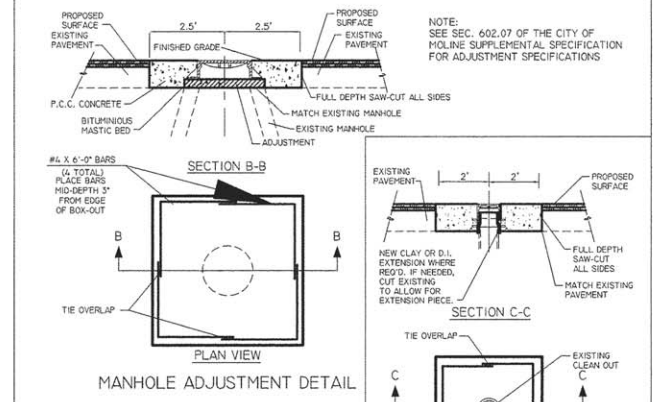 PROPOSED
SURFACE
EXISTING
PAVEMENT
2.5'
2.5'
FINISHED GRADE
PROPOSED
SURFACE
EXISTING
PAVEMENT
P.C.C. CONCRETE
BITUMINIOUS
MASTIC BED
FULL DEPTH SAW-CUT ALL SIDES
MATCH EXISTING MANHOLE
EXISTING MANHOLE
ADJUSTMENT
SECTION B-B
NOTE:
SEE SEC. 602.07 OF THE CITY OF
MOLINE SUPPLEMENTAL SPECIFICATION
FOR ADJUSTMENT SPECIFICATIONS
#4 X 6'-0" BARS
(4 TOTAL)
PLACE BARS
MID-DEPTH 3"
FROM EDGE
OF BOX-OUT
B
B
TIE OVERLAP
PLAN VIEW
MANHOLE ADJUSTMENT DETAIL
EXISTING
PAVEMENT
2'
2'
PROPOSED
SURFACE
NEW CLAY OR D.I.
EXTENSION WHERE
REQ'D. IF NEEDED,
CUT EXISTING
TO ALLOW FOR
EXTENSION PIECE.
FULL DEPTH
SAW-CUT
ALL SIDES
MATCH EXISTING
PAVEMENT
SECTION C-C
TIE OVERLAP
EXISTING
CLEAN OUT
C
C